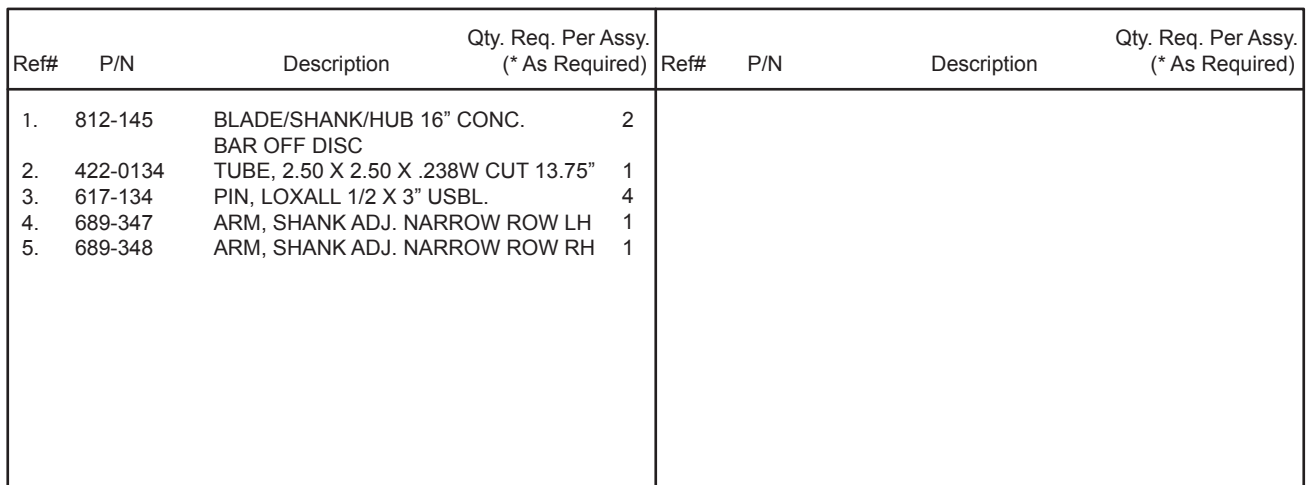 Qty. Req. Per Assy.
Ref# P/N Description (* As Required)
1. 812-145 BLADE/SHANK/HUB 16” CONC. 2
BAR OFF DISC
2. 422-0134 TUBE, 2.50 X 2.50 X .238W CUT 13.75” 1
3. 617-134 PIN, LOXALL 1/2 X 3” USBL. 4
4. 689-347 ARM, SHANK ADJ. NARROW ROW LH 1
5. 689-348 ARM, SHANK ADJ. NARROW ROW RH 1
Qty. Req. Per Assy.
Ref# P/N Description (* As Required)